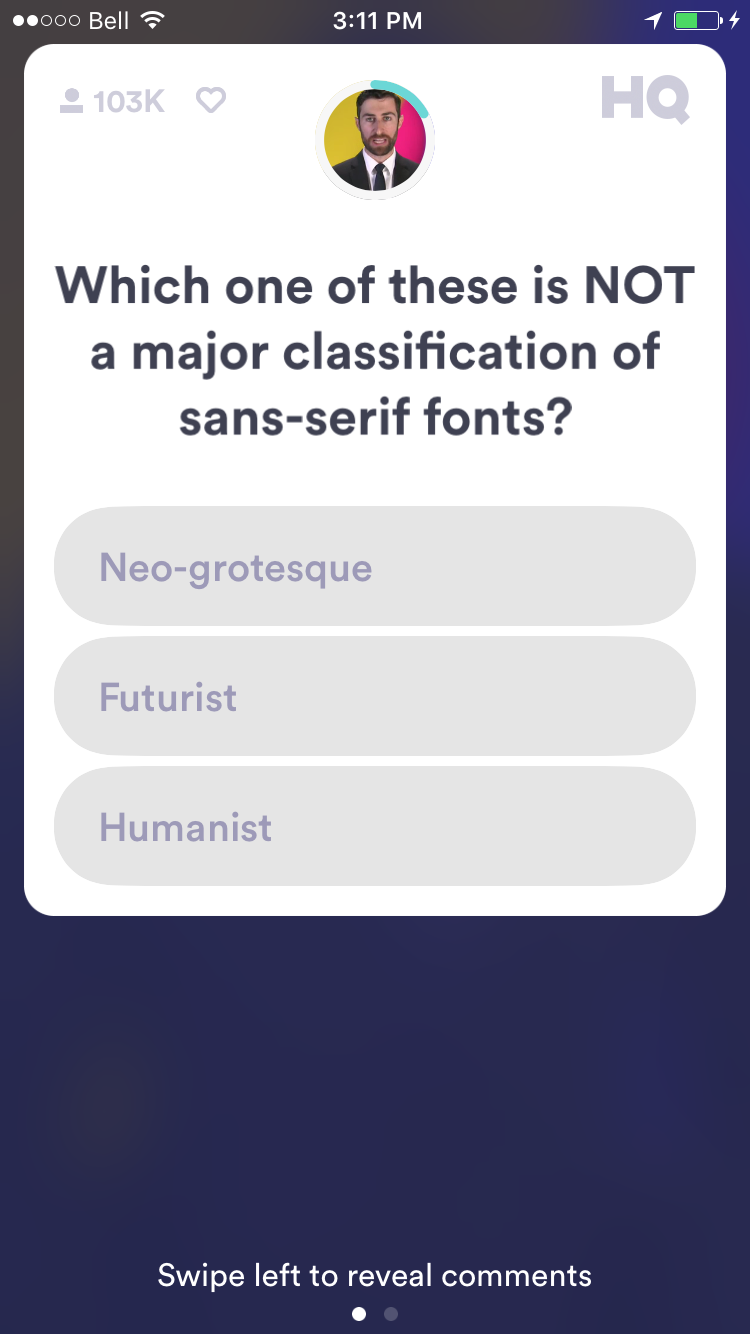 Bell 3:11 PM
103K HQ
Which one of these is NOT
a major classification of
sans-serif fonts?
Neo-grotesque
Futurist
Humanist
Swipe left to reveal comments